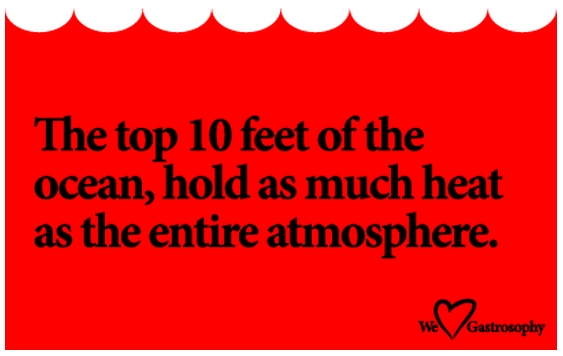 The top 10 feet of the
ocean, hold as much heat
as the entire atmosphere.
We Gastrosophy